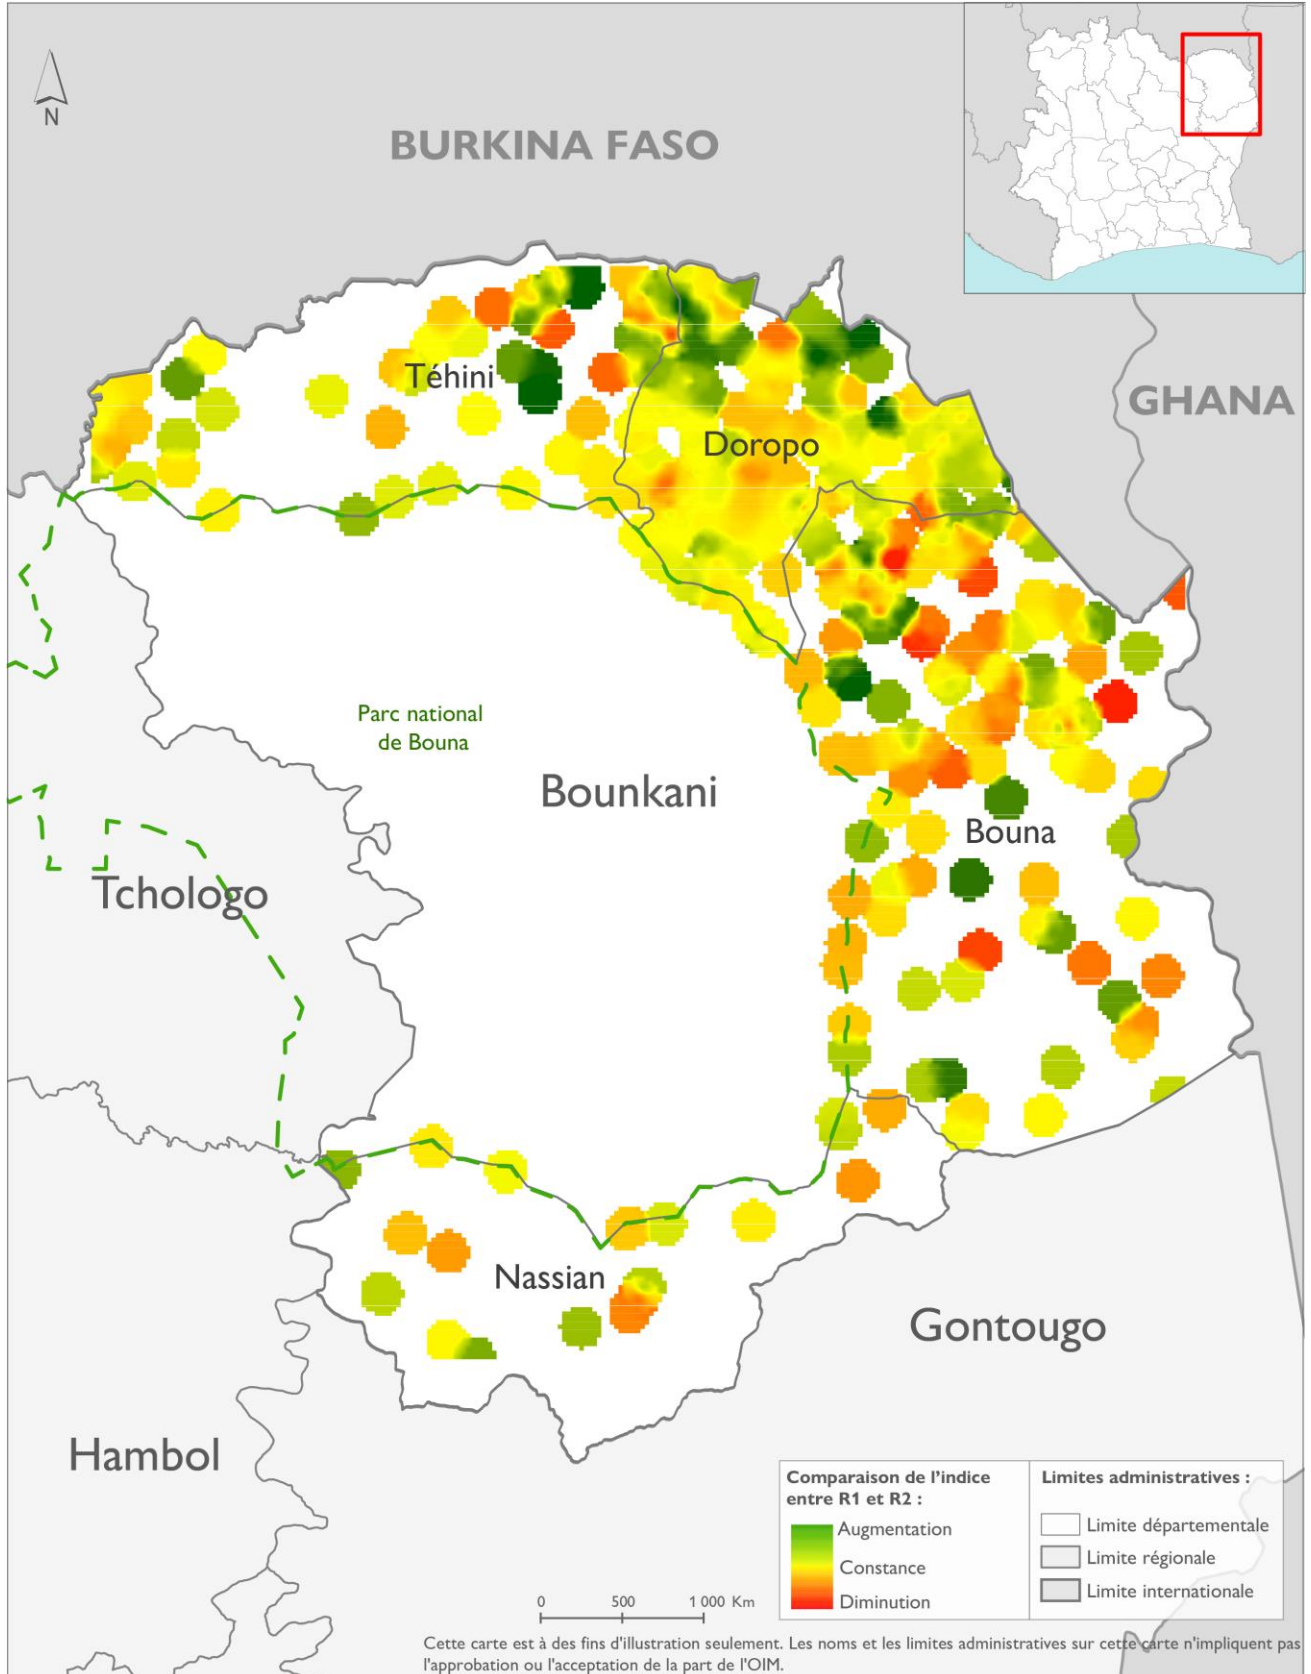 N
BURKINA FASO
GHANA
Téhini
Doropo
Parc national
de Bouna
Bounkani
Bouna
Tchologo
Nassian
Gontougo
Hambol
Comparaison de l'indice
entre R1 et R2 :
Augmentation
Constance
Diminution
Limites administratives :
Limite départementale
Limite régionale
Limite internationale
0 500 1 000 Km
Cette carte est à des fins d'illustration seulement. Les noms et les limites administratives sur cette carte n'impliquent pas
l'approbation ou l'acceptation de la part de l'OIM.